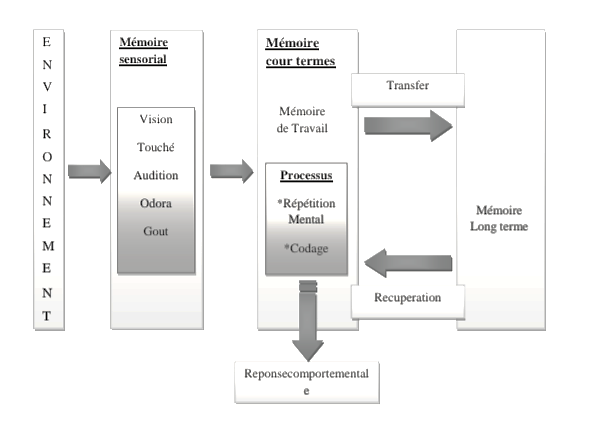 ENVIRONNEMENT
Mémoire
sensorial
Vision
Touché
Audition
Odora
Gout
Mémoire
cour termes
Mémoire
de Travail
Processus
*Répétition
Mental
*Codage
Transfer
Mémoire
Long terme
Recuperation
Reponsecomportemental
e